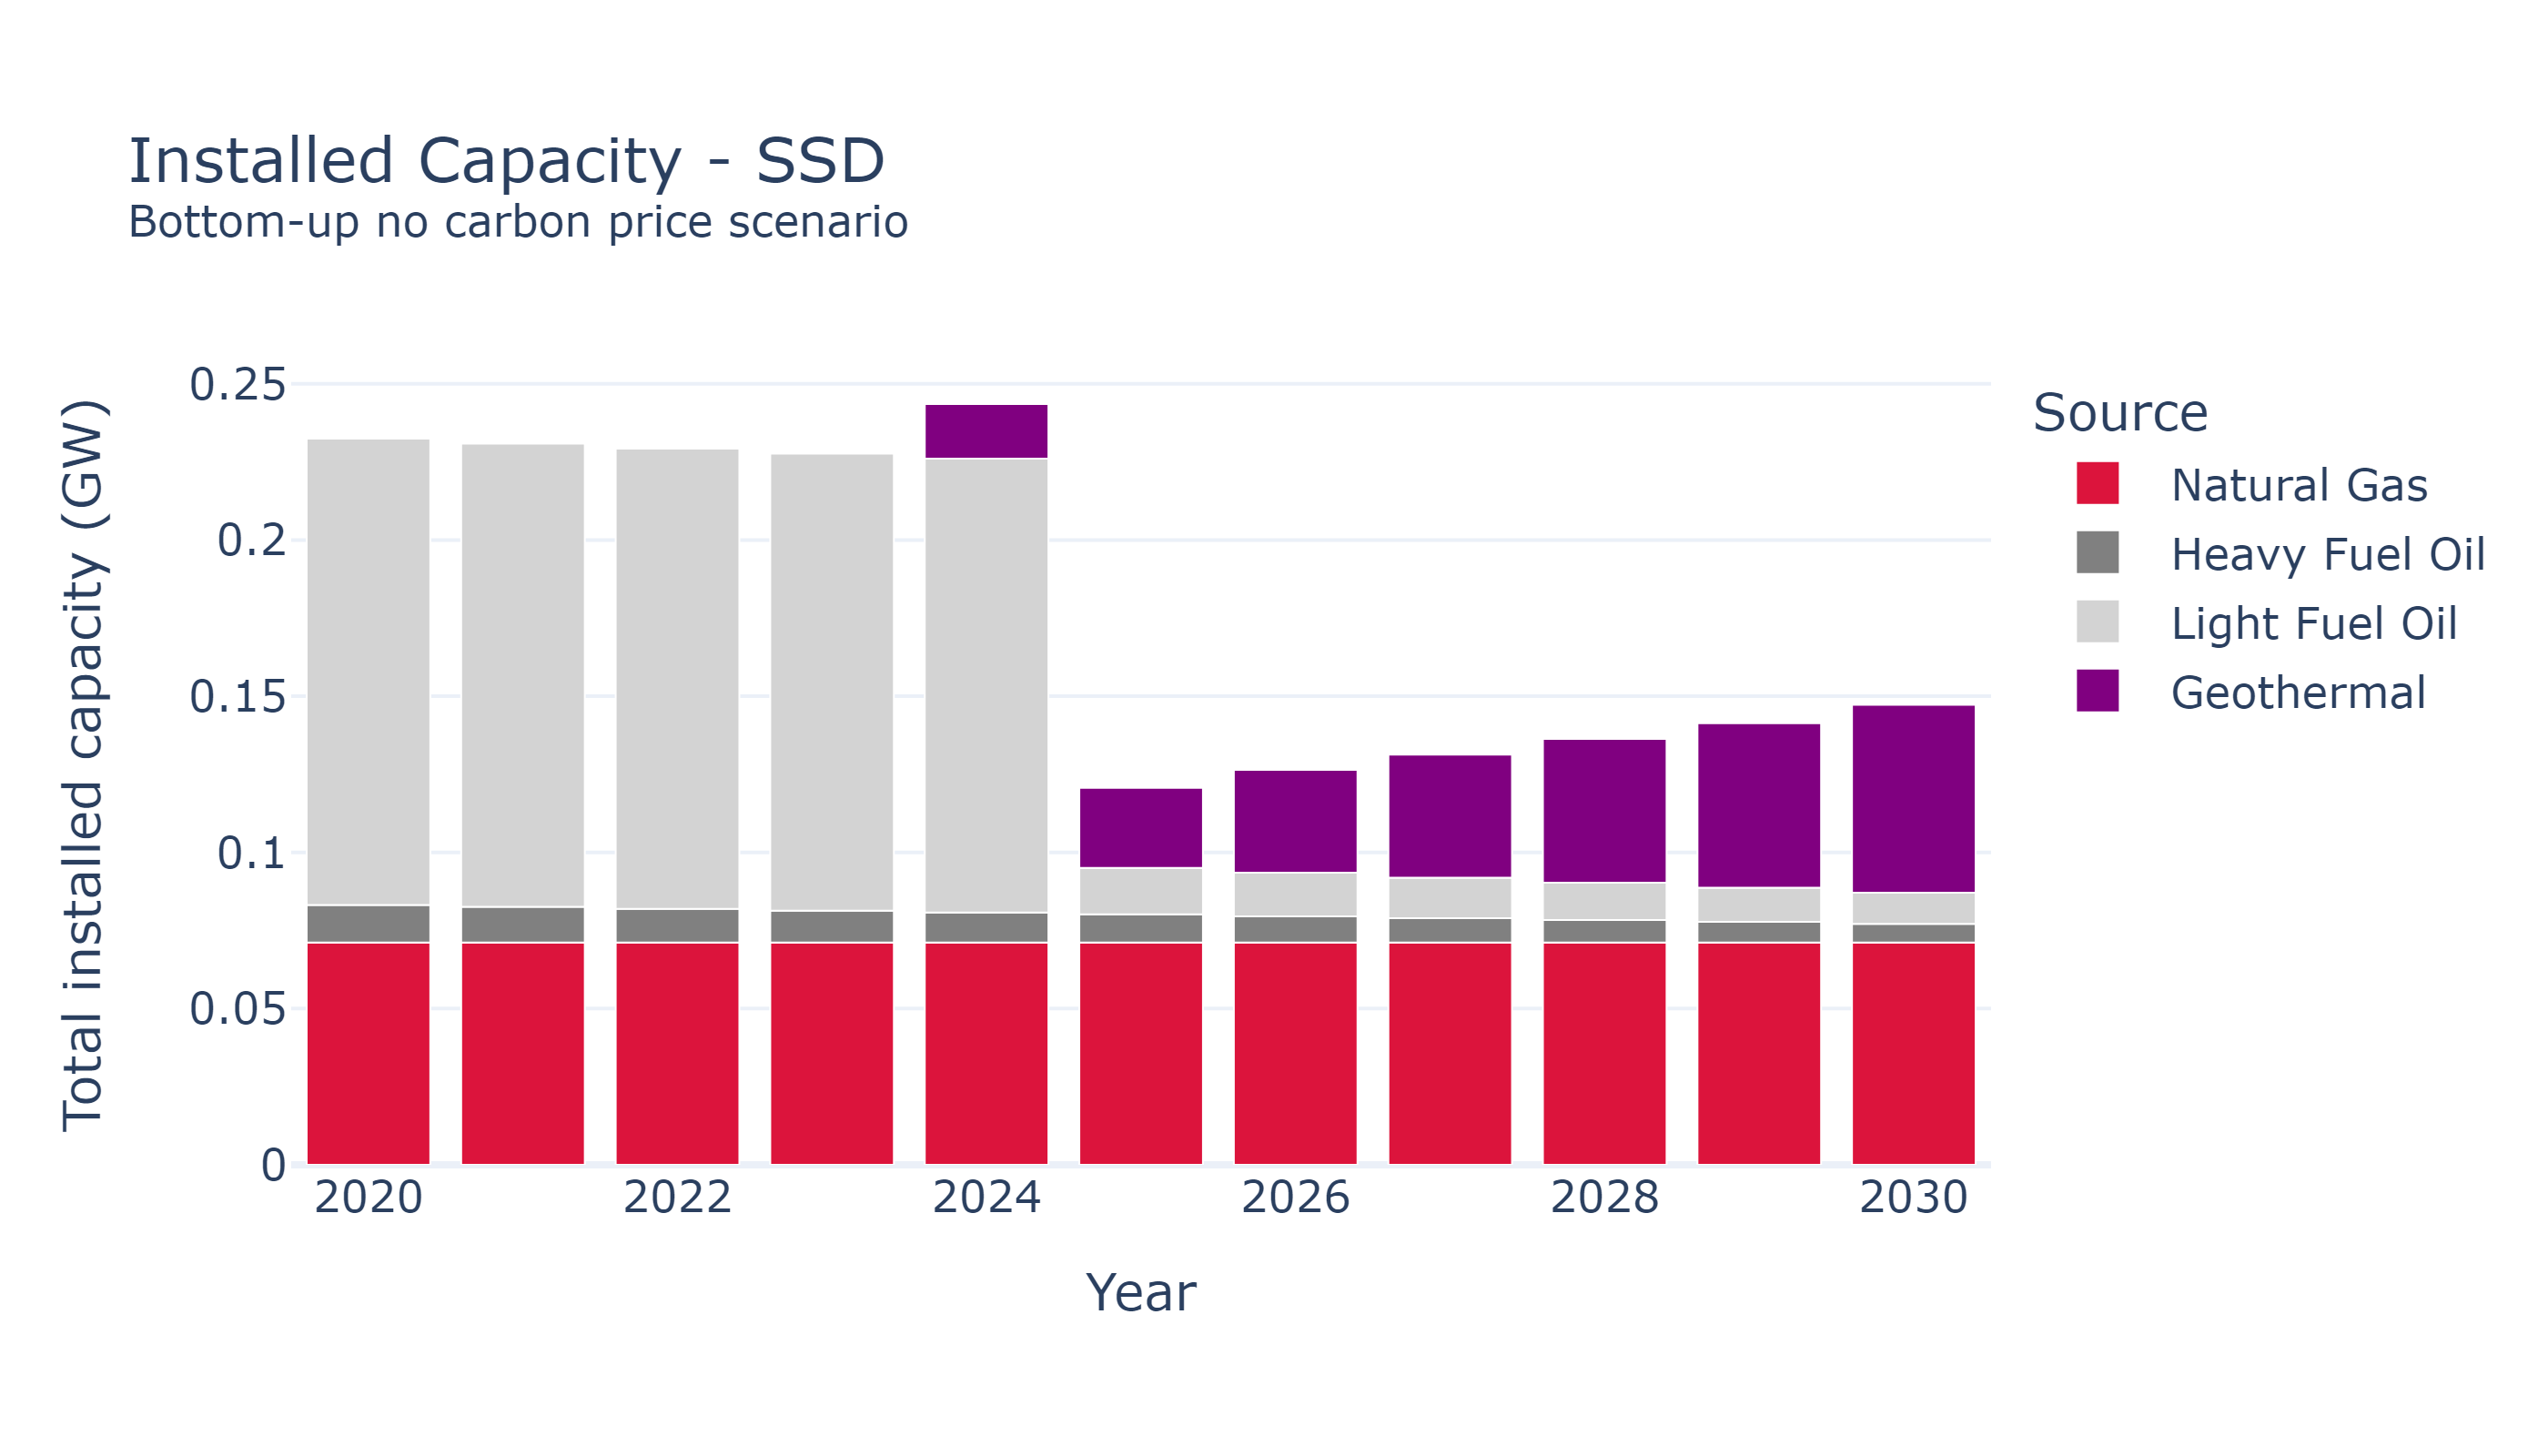 Installed Capacity - SSD
Bottom-up no carbon price scenario
Total installed capacity (GW)
0.25
0.2
0.15
0.1
0.05
0
2020
2022
2024
2026
2028
2030
Year
Source
Natural Gas
Heavy Fuel Oil
Light Fuel Oil
Geothermal